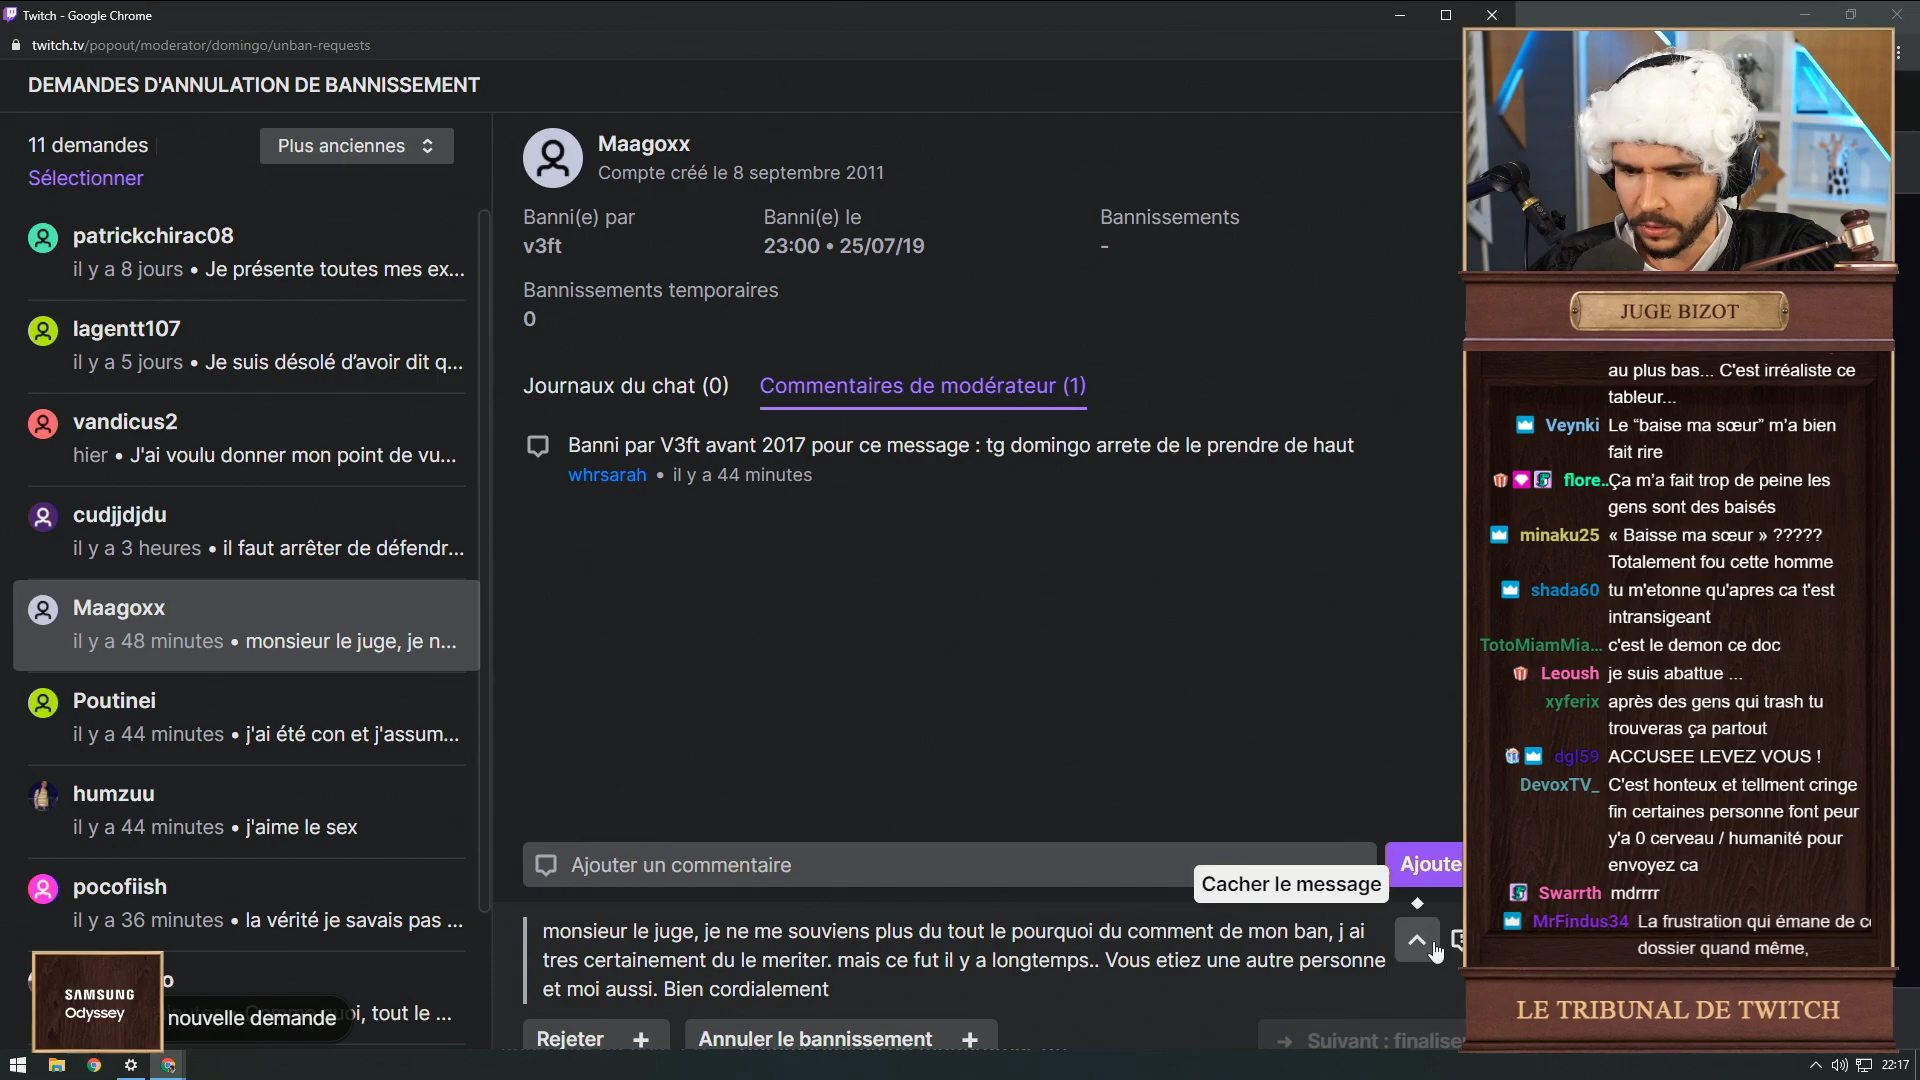 Twitch - Google Chrome
twitch.tv/popout/moderator/domingo/unban-requests
DEMANDES D'ANNULATION DE BANNISSEMENT
11 demandes
Plus anciennes
Sélectionner
patrickchirac08
il y a 8 jours • Je présente toutes mes ex...
lagentt107
il y a 5 jours • Je suis désolé d'avoir dit q...
vandicus2
hier • J'ai voulu donner mon point de vu...
cudjjdjdu
il y a 3 heures • il faut arrêter de défendr...
Maagoxx
il y a 48 minutes • monsieur le juge, je n...
Poutinei
il y a 44 minutes • j'ai été con et j'assum...
humzuu
il y a 44 minutes • j'aime le sex
pocofiish
il y a 36 minutes • la vérité je savais pas ...
o
oi, tout le ...
SAMSUNG
Odyssey
nouvelle demande
Maagoxx
Compte créé le 8 septembre 2011
Banni(e) par
v3ft
Banni(e) le
23:00 • 25/07/19
Bannissements
-
Bannissements temporaires
0
Journaux du chat (0)
Commentaires de modérateur (1)
Banni par V3ft avant 2017 pour ce message : tg domingo arrete de le prendre de haut
whrsarah • il y a 44 minutes
Ajouter un commentaire
Ajoute
Cacher le message
monsieur le juge, je ne me souviens plus du tout le pourquoi du comment de mon ban, j ai
tres certainement du le meriter. mais ce fut il y a longtemps.. Vous etiez une autre personne
et moi aussi. Bien cordialement
Rejeter +
Annuler le bannissement +
→ Suivant : finalise
JUGE BIZOT
au plus bas... C'est irréaliste ce
tableur...
Veynki Le “baise ma sœur” m'a bien
fait rire
flore.. Ça m'a fait trop de peine les
gens sont des baisés
minaku25 « Baisse ma sœur » ?????
Totalement fou cette homme
shada60 tu m'etonne qu'apres ca t'est
intransigeant
TotoMiamMia... c'est le demon ce doc
Leoush je suis abattue ...
xyferix après des gens qui trash tu
trouveras ça partout
dgl59 ACCUSEE LEVEZ VOUS !
DevoxTV_ C'est honteux et tellment cringe
fin certaines personne font peur
y'a 0 cerveau / humanité pour
envoyez ca
Swarrth mdrrrr
MrFindus34 La frustration qui émane de c
dossier quand même,
LE TRIBUNAL DE TWITCH
22:17